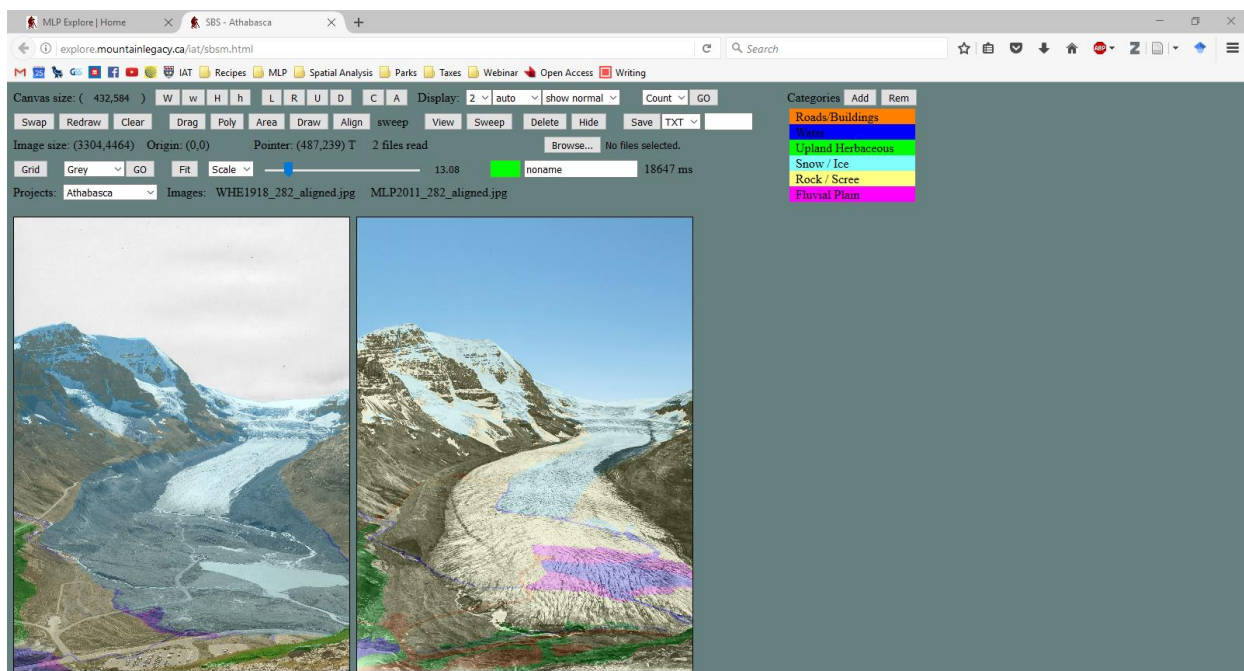 MLP Explore | Home SBS - Athabasca
explore.mountainlegacy.ca/iat/sbsm.html Search
IAT Recipes MLP Spatial Analysis Parks Taxes Webinar Open Access Writing
Canvas size: ( 432,584 ) W w H h L R U D C A Display: 2 auto show normal Count GO Categories Add Rem
Swap Redraw Clear Drag Poly Area Draw Align sweep View Sweep Delete Hide Save TXT Roads/Buildings
Water
Image size: (3304,4464) Origin: (0,0) Pointer: (487,239) T 2 files read Browse... No files selected. Upland Herbaceous
Snow / Ice
Grid Grey GO Fit Scale 13.08 noname 18647 ms Rock / Scree
Projects: Athabasca Images: WHE1918_282_aligned.jpg MLP2011_282_aligned.jpg Fluvial Plain